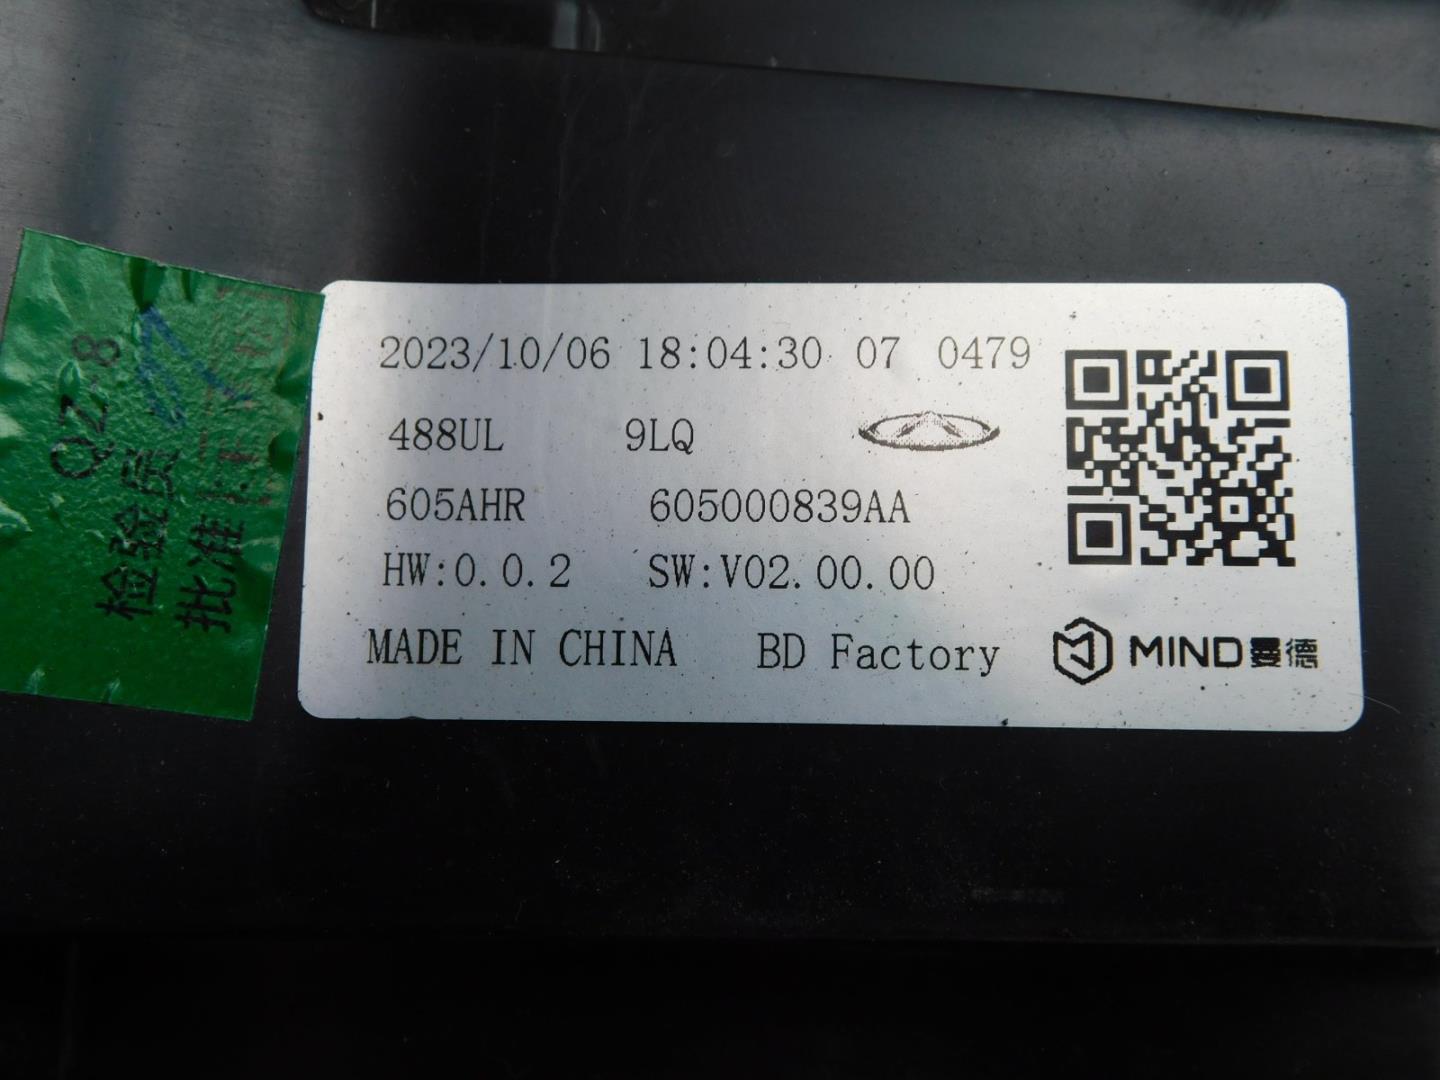 2023/10/06 18:04:30 07 0479
488UL 9LQ
605AHR 605000839AA
HW:0.0.2 SW:V02.00.00
MADE IN CHINA BD Factory
MIND曼德
QZ-8
检验员
批准